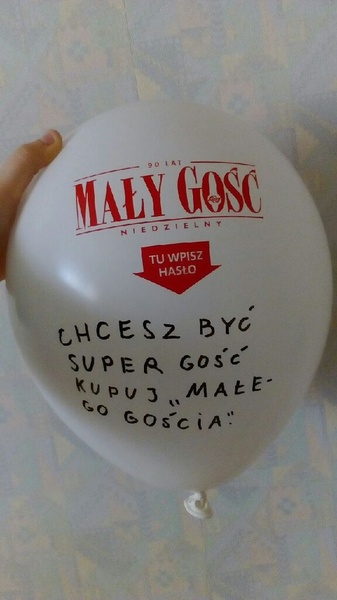 90 LAT
MAŁY GOŚĆ
NIEDZIELNY
TU WPISZ
HASŁO
CHCESZ BYĆ
SUPER GOŚĆ
KUPUJ „MAŁE-
GO GOŚCIA."